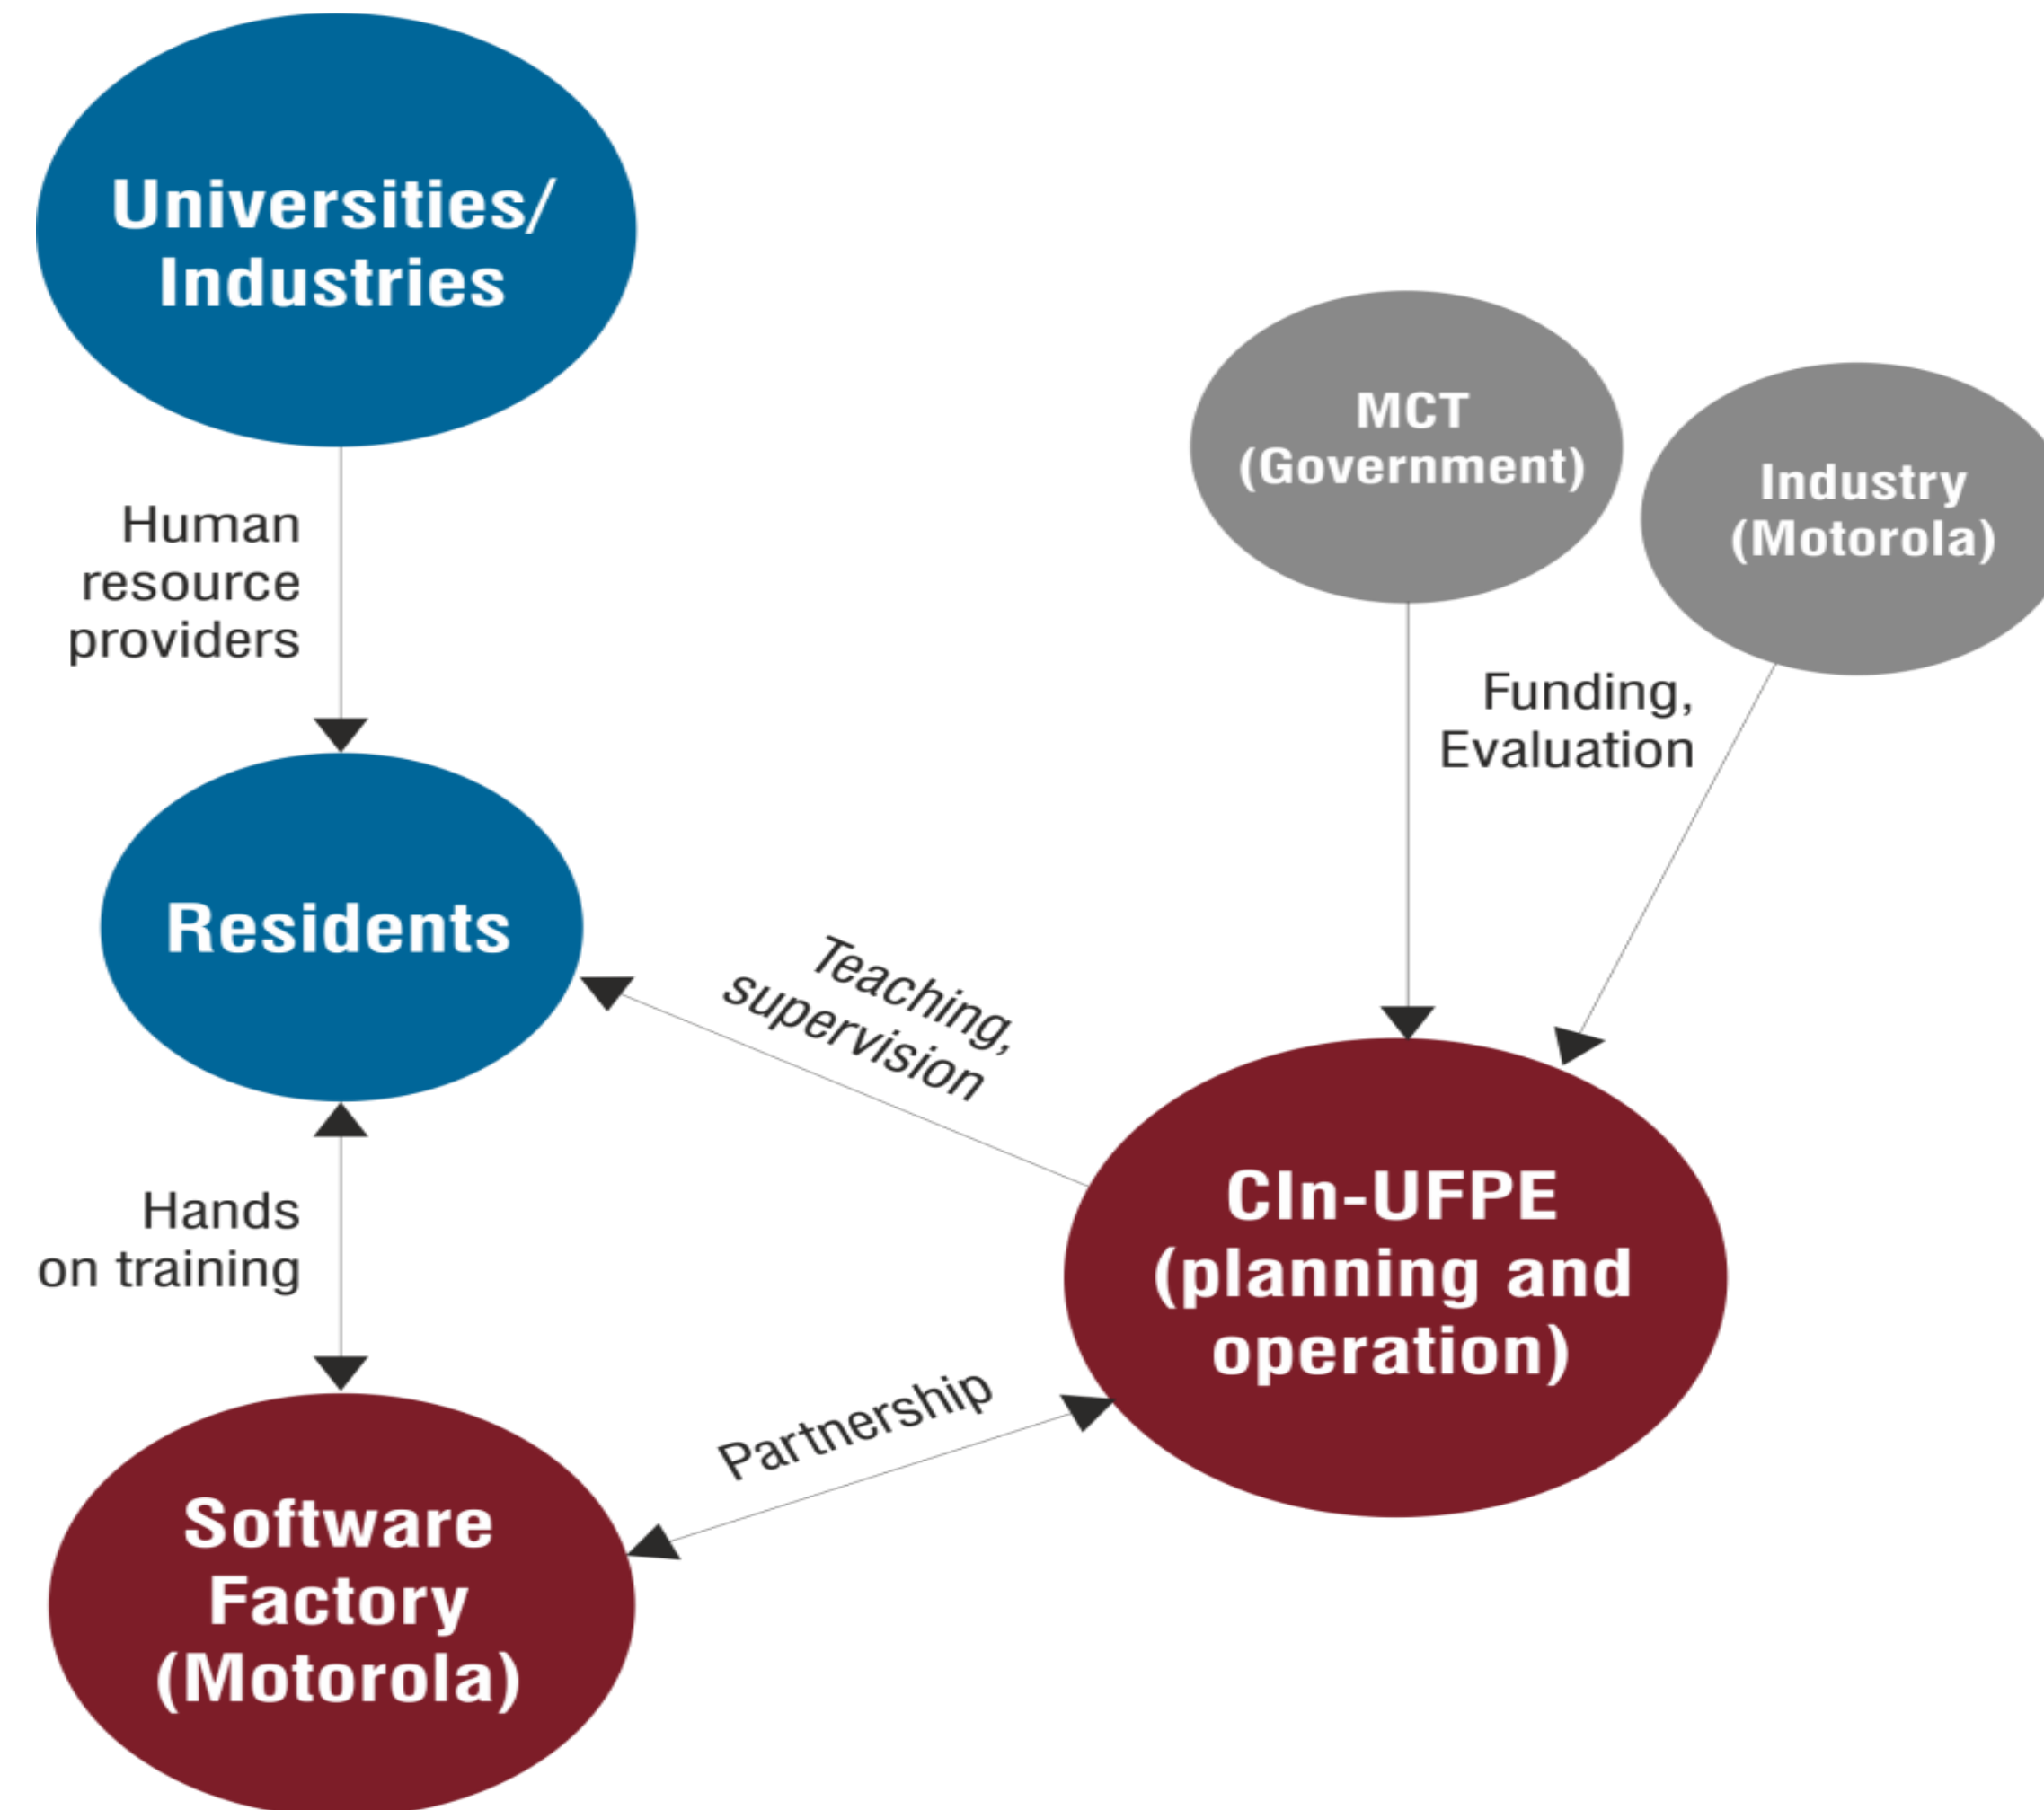 Universities/
Industries
Human
resource
providers
MCT
(Government)
Industry
(Motorola)
Funding,
Evaluation
Residents
Teaching,
supervision
Hands
on training
CIn-UFPE
(planning and
operation)
Partnership
Software
Factory
(Motorola)